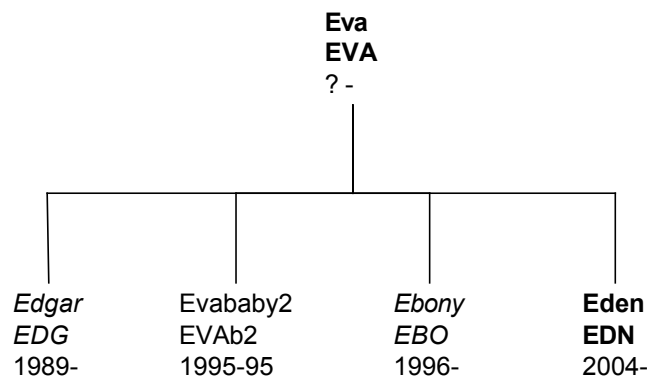 Eva
EVA
? -
Edgar
EDG
1989-
Evababy2
EVAb2
1995-95
Ebony
EBO
1996-
Eden
EDN
2004-